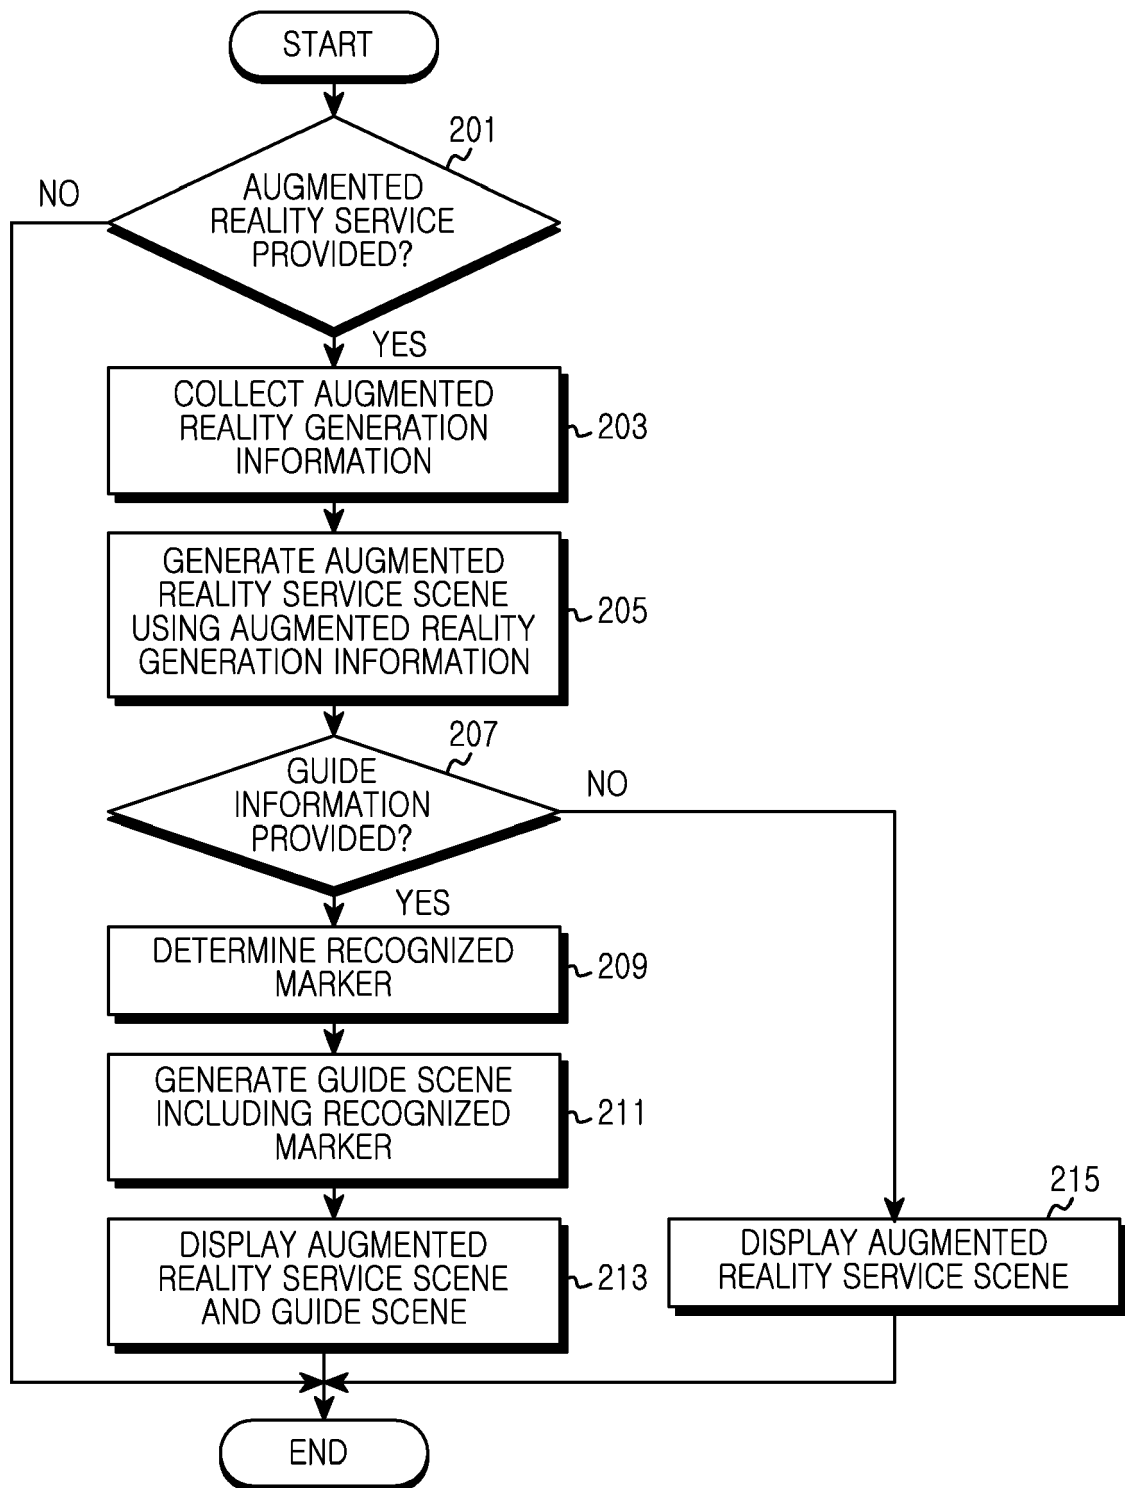 START
201
AUGMENTED
REALITY SERVICE
PROVIDED?
NO
YES
COLLECT AUGMENTED
REALITY GENERATION
INFORMATION
203
GENERATE AUGMENTED
REALITY SERVICE SCENE
USING AUGMENTED REALITY
GENERATION INFORMATION
205
207
GUIDE
INFORMATION
PROVIDED?
NO
YES
DETERMINE RECOGNIZED
MARKER
209
GENERATE GUIDE SCENE
INCLUDING RECOGNIZED
MARKER
211
DISPLAY AUGMENTED
REALITY SERVICE SCENE
AND GUIDE SCENE
213
215
DISPLAY AUGMENTED
REALITY SERVICE SCENE
END